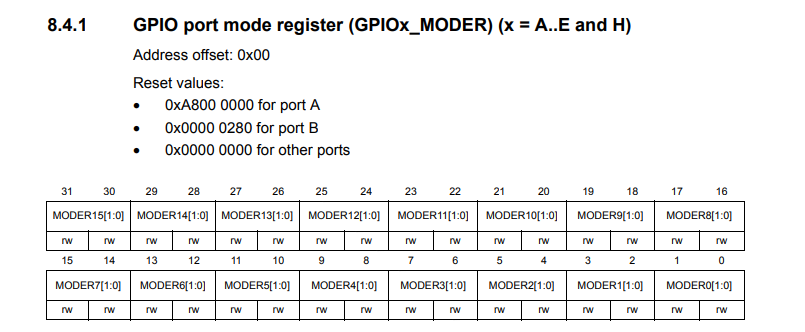 8.4.1 GPIO port mode register (GPIOx_MODER) (x = A..E and H)
Address offset: 0x00
Reset values:
• 0xA800 0000 for port A
• 0x0000 0280 for port B
• 0x0000 0000 for other ports
31 30 29 28 27 26 25 24 23 22 21 20 19 18 17 16
MODER15[1:0] MODER14[1:0] MODER13[1:0] MODER12[1:0] MODER11[1:0] MODER10[1:0] MODER9[1:0] MODER8[1:0]
rw rw rw rw rw rw rw rw rw rw rw rw rw rw rw rw
15 14 13 12 11 10 9 8 7 6 5 4 3 2 1 0
MODER7[1:0] MODER6[1:0] MODER5[1:0] MODER4[1:0] MODER3[1:0] MODER2[1:0] MODER1[1:0] MODER0[1:0]
rw rw rw rw rw rw rw rw rw rw rw rw rw rw rw rw